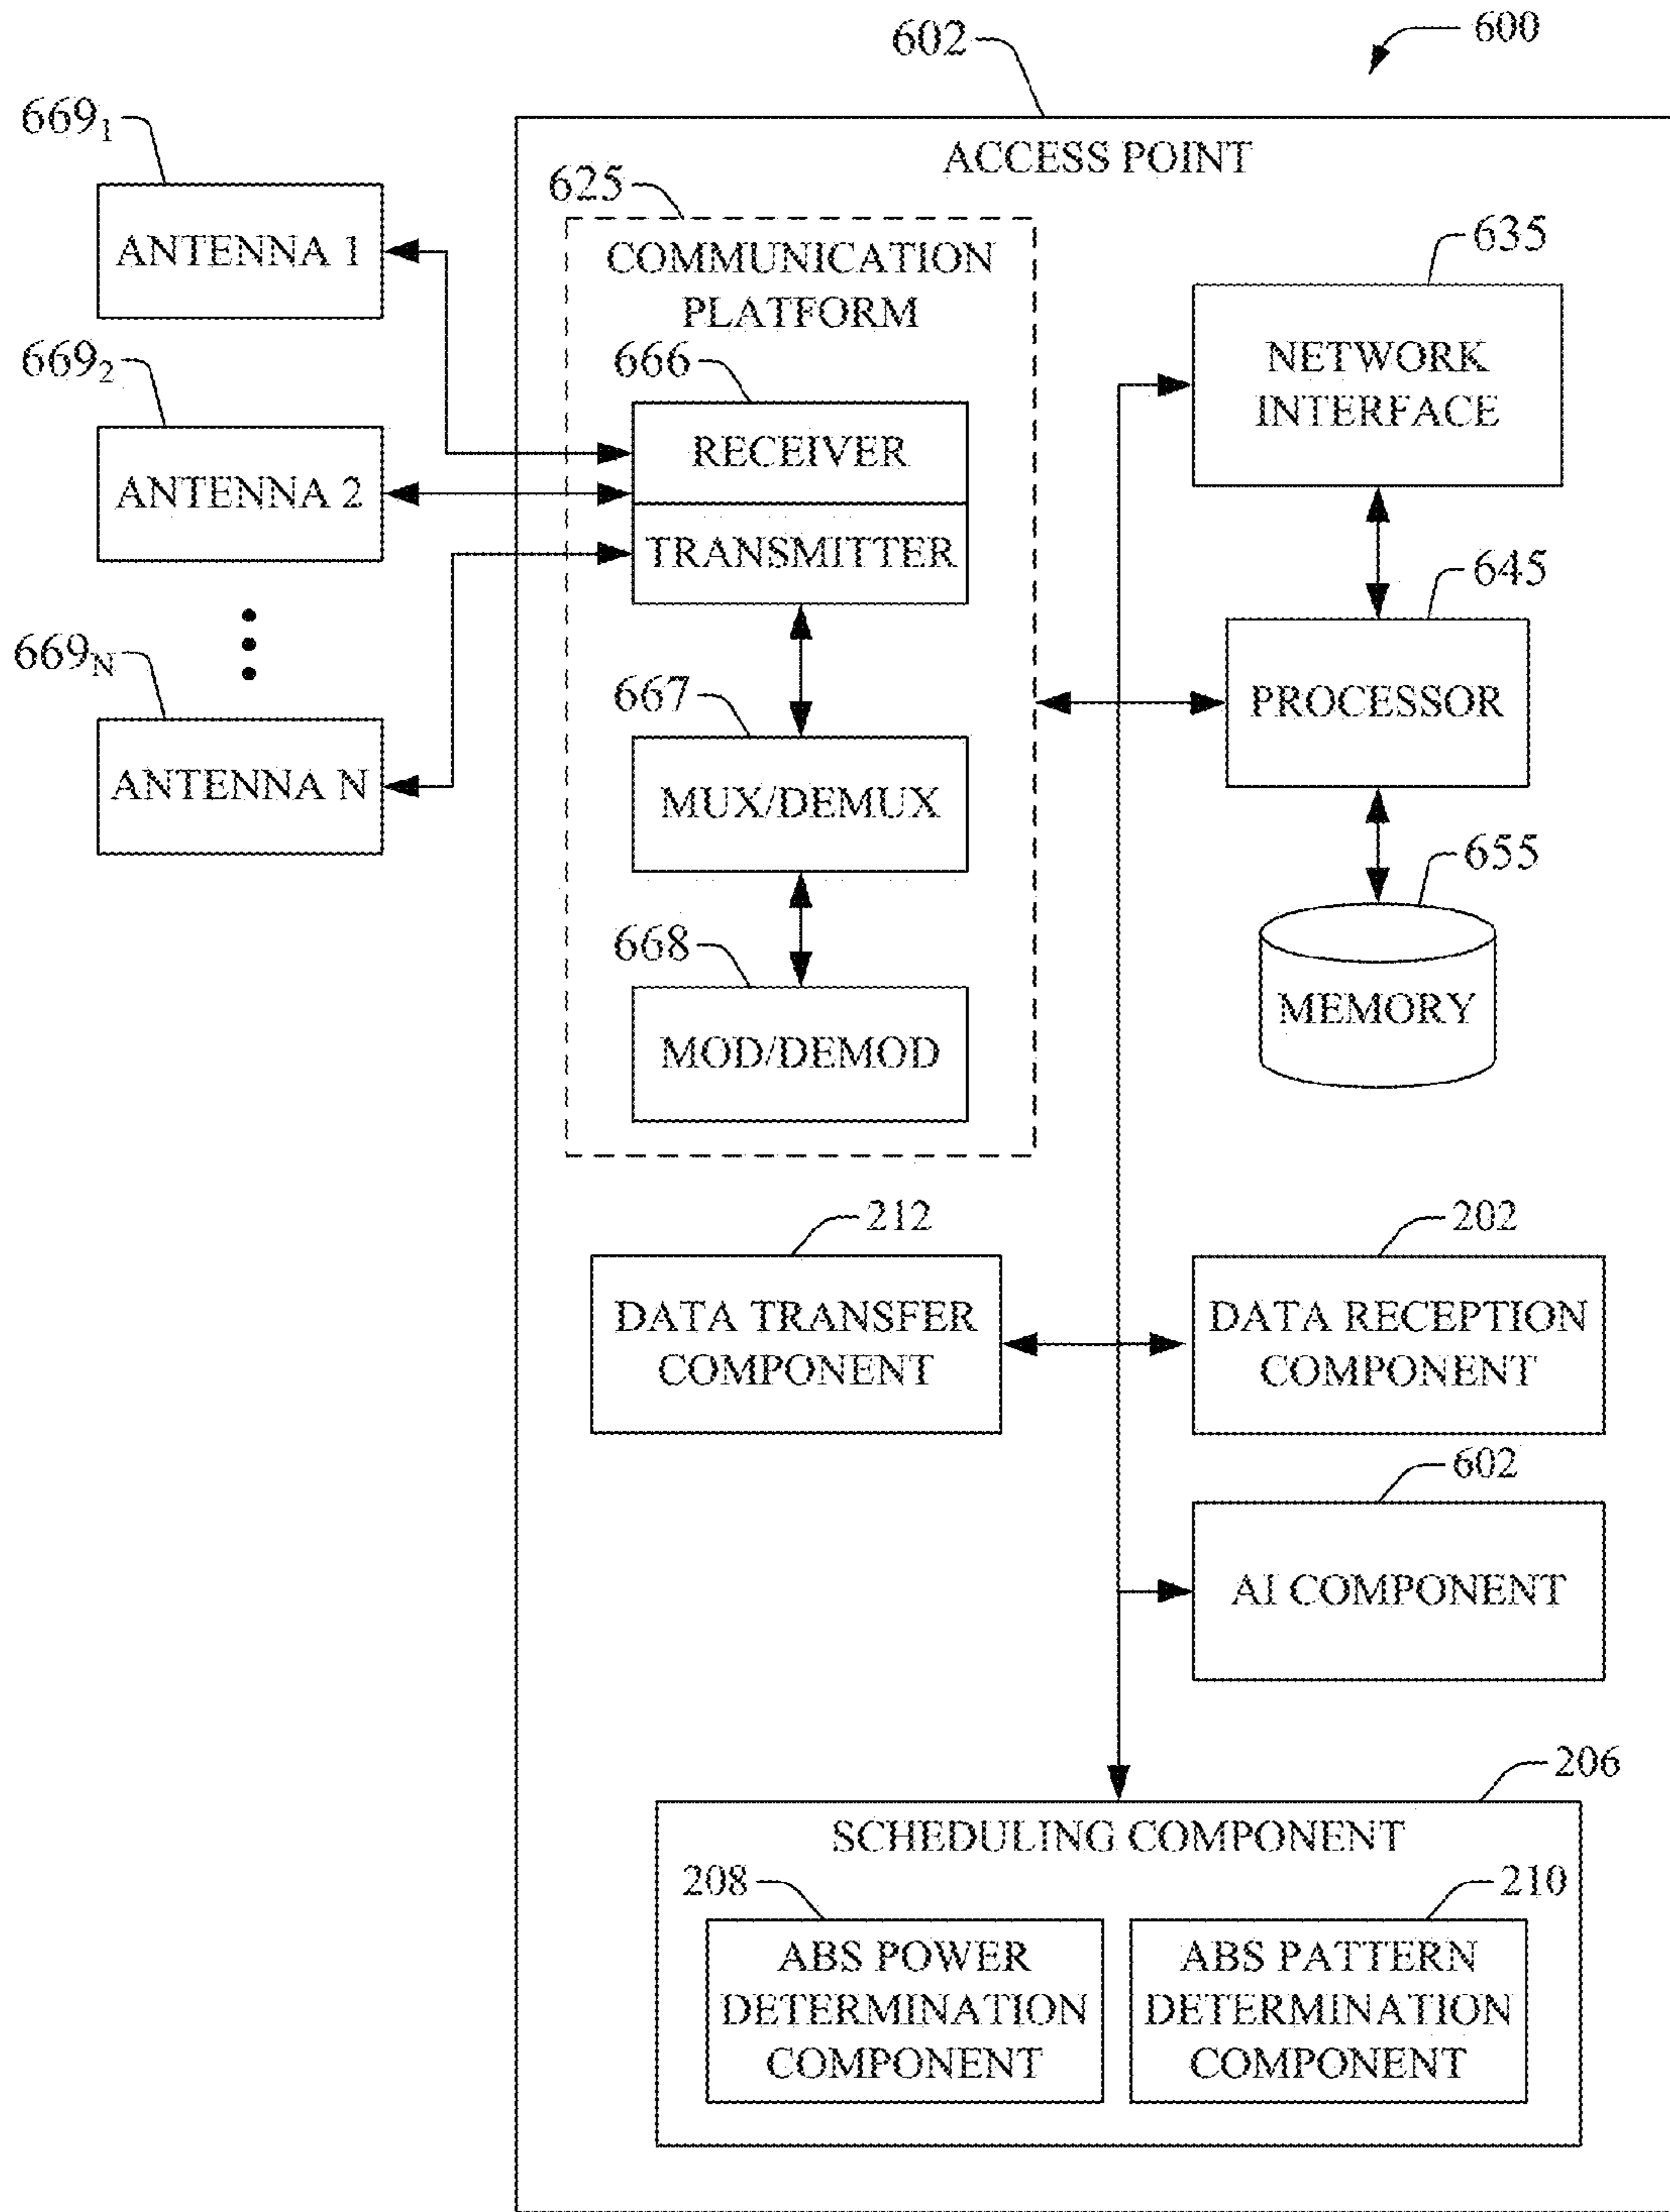 602
600
ACCESS POINT
669₁
ANTENNA 1
669₂
ANTENNA 2
669N
ANTENNA N
625
COMMUNICATION
PLATFORM
666
RECEIVER
TRANSMITTER
667
MUX/DEMUX
668
MOD/DEMOD
635
NETWORK
INTERFACE
645
PROCESSOR
655
MEMORY
212
DATA TRANSFER
COMPONENT
202
DATA RECEPTION
COMPONENT
602
AI COMPONENT
206
SCHEDULING COMPONENT
208
ABS POWER
DETERMINATION
COMPONENT
210
ABS PATTERN
DETERMINATION
COMPONENT